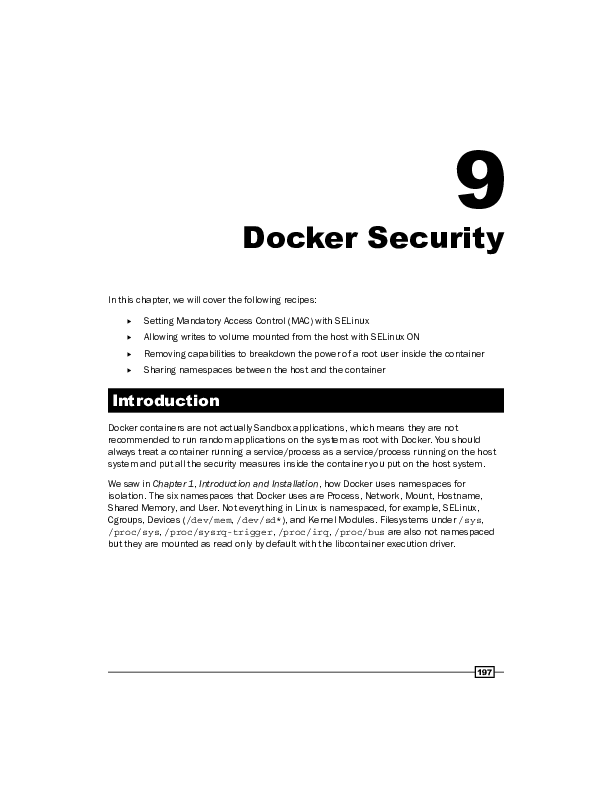 9
Docker Security
In this chapter, we will cover the following recipes:
▸ Setting Mandatory Access Control (MAC) with SELinux
▸ Allowing writes to volume mounted from the host with SELinux ON
▸ Removing capabilities to breakdown the power of a root user inside the container
▸ Sharing namespaces between the host and the container
Introduction
Docker containers are not actually Sandbox applications, which means they are not
recommended to run random applications on the system as root with Docker. You should
always treat a container running a service/process as a service/process running on the host
system and put all the security measures inside the container you put on the host system.
We saw in Chapter 1, Introduction and Installation, how Docker uses namespaces for
isolation. The six namespaces that Docker uses are Process, Network, Mount, Hostname,
Shared Memory, and User. Not everything in Linux is namespaced, for example, SELinux,
Cgroups, Devices (/dev/mem, /dev/sd*), and Kernel Modules. Filesystems under /sys,
/proc/sys, /proc/sysrq-trigger, /proc/irq, /proc/bus are also not namespaced
but they are mounted as read only by default with the libcontainer execution driver.
197